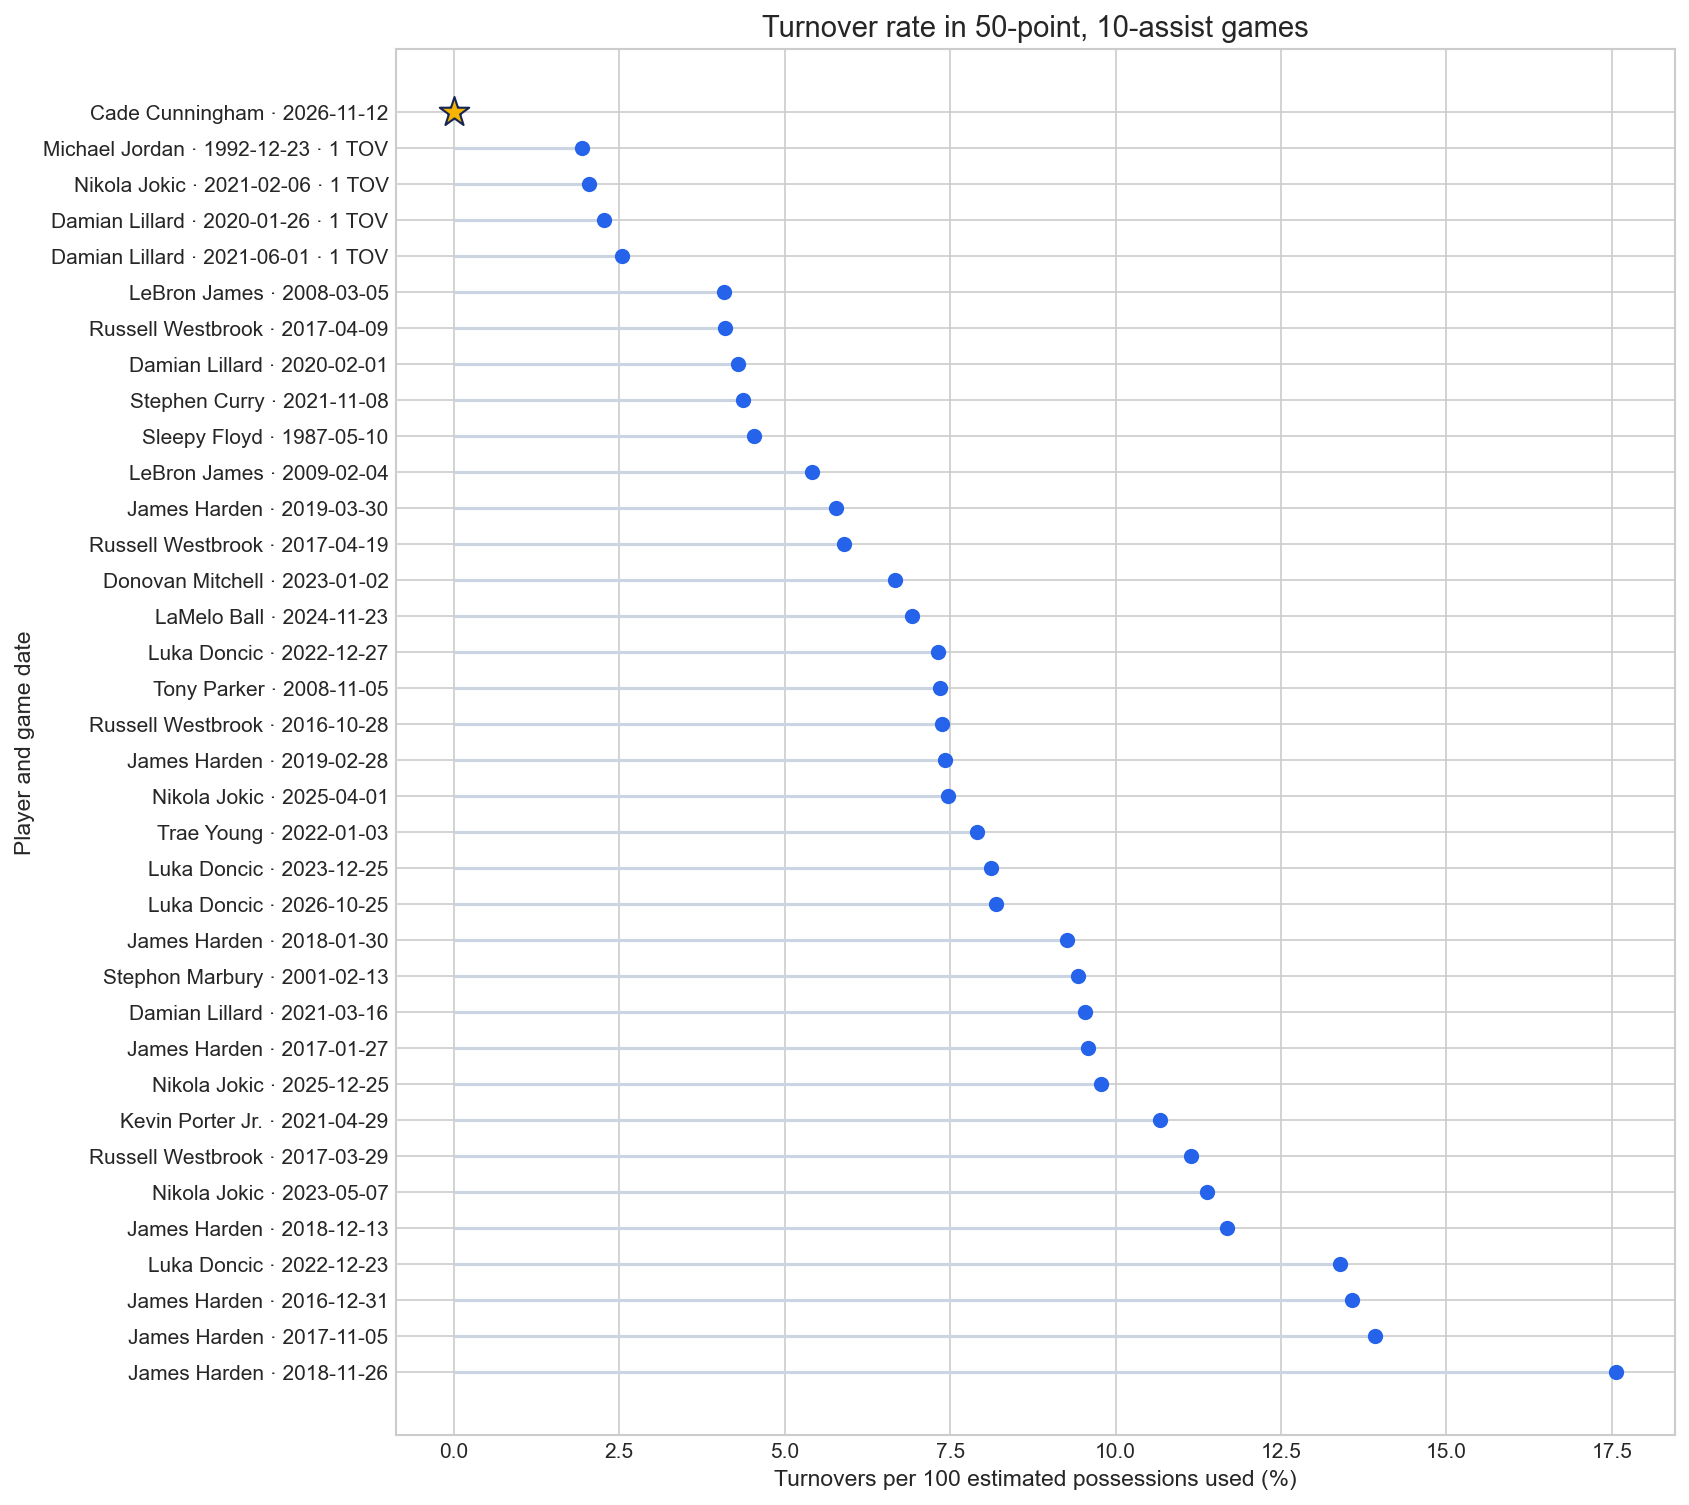 Turnover rate in 50-point, 10-assist games
Player and game date
Cade Cunningham · 2026-11-12
Michael Jordan · 1992-12-23 · 1 TOV
Nikola Jokic · 2021-02-06 · 1 TOV
Damian Lillard · 2020-01-26 · 1 TOV
Damian Lillard · 2021-06-01 · 1 TOV
LeBron James · 2008-03-05
Russell Westbrook · 2017-04-09
Damian Lillard · 2020-02-01
Stephen Curry · 2021-11-08
Sleepy Floyd · 1987-05-10
LeBron James · 2009-02-04
James Harden · 2019-03-30
Russell Westbrook · 2017-04-19
Donovan Mitchell · 2023-01-02
LaMelo Ball · 2024-11-23
Luka Doncic · 2022-12-27
Tony Parker · 2008-11-05
Russell Westbrook · 2016-10-28
James Harden · 2019-02-28
Nikola Jokic · 2025-04-01
Trae Young · 2022-01-03
Luka Doncic · 2023-12-25
Luka Doncic · 2026-10-25
James Harden · 2018-01-30
Stephon Marbury · 2001-02-13
Damian Lillard · 2021-03-16
James Harden · 2017-01-27
Nikola Jokic · 2025-12-25
Kevin Porter Jr. · 2021-04-29
Russell Westbrook · 2017-03-29
Nikola Jokic · 2023-05-07
James Harden · 2018-12-13
Luka Doncic · 2022-12-23
James Harden · 2016-12-31
James Harden · 2017-11-05
James Harden · 2018-11-26
0.0 2.5 5.0 7.5 10.0 12.5 15.0 17.5
Turnovers per 100 estimated possessions used (%)